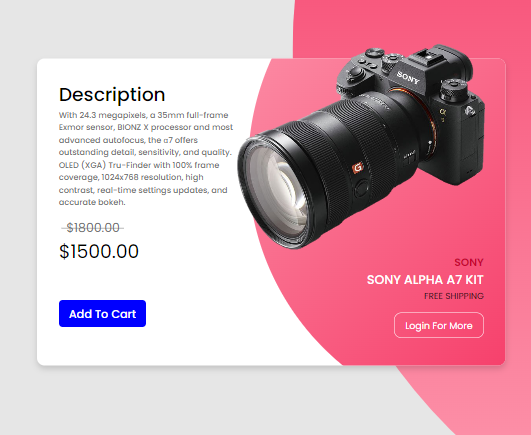 Description
With 24.3 megapixels, a 35mm full-frame
Exmor sensor, BIONZ X processor and most
advanced autofocus, the α7 offers
outstanding detail, sensitivity, and quality.
OLED (XGA) Tru-Finder with 100% frame
coverage, 1024x768 resolution, high
contrast, real-time settings updates, and
accurate bokeh.
$1800.00
$1500.00
Add To Cart
SONY
α
G
SONY
SONY ALPHA A7 KIT
FREE SHIPPING
Login For More